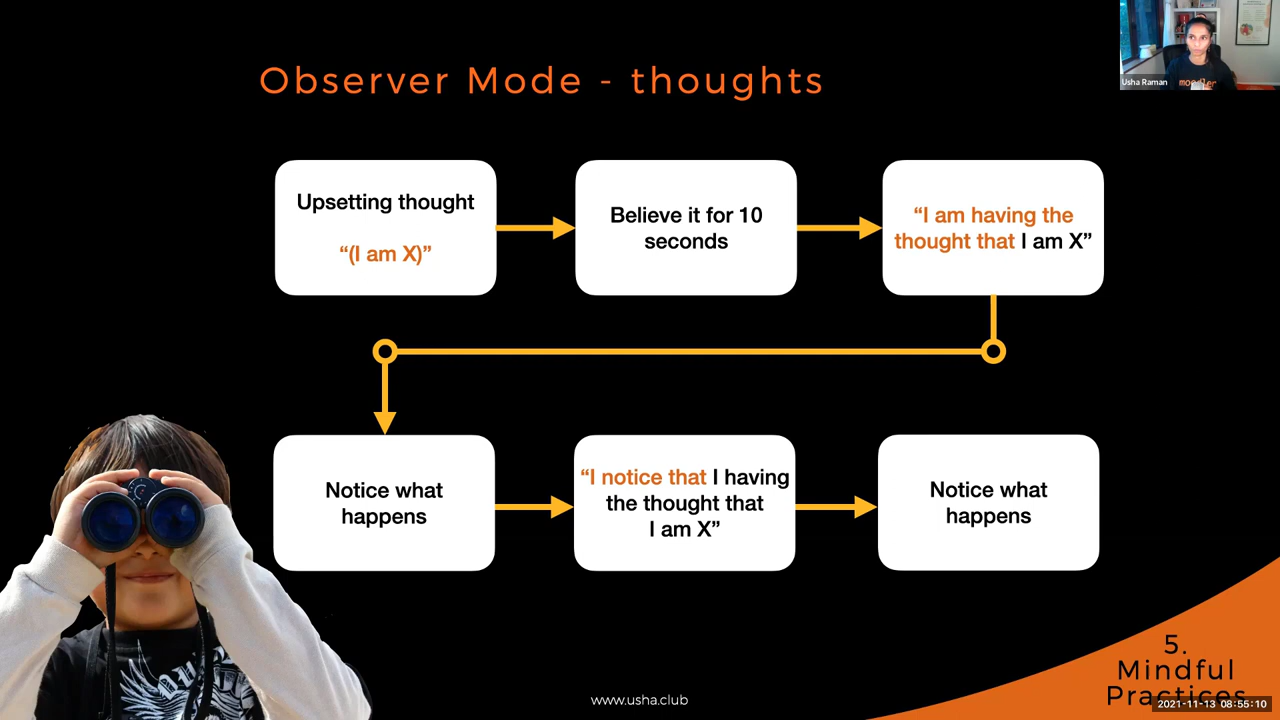 Observer Mode - thoughts
Usha Raman
moodler
Upsetting thought
“(I am X)”
Believe it for 10
seconds
“I am having the
thought that I am X”
Notice what
happens
“I notice that I having
the thought that
I am X”
Notice what
happens
5.
Mindful
Practices
www.usha.club
2021-11-13 08:55:10